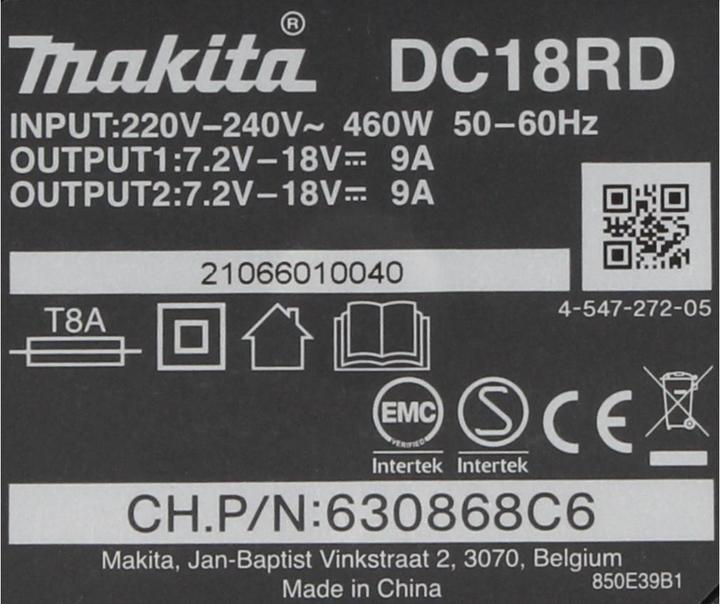 makita®
DC18RD
INPUT:220V–240V~ 460W 50–60Hz
OUTPUT1:7.2V–18V⎓ 9A
OUTPUT2:7.2V–18V⎓ 9A
21066010040
4-547-272-05
T8A
EMC
VERIFIED
Intertek
S
Intertek
CE
CH.P/N:630868C6
Makita, Jan-Baptist Vinkstraat 2, 3070, Belgium
Made in China
850E39B1